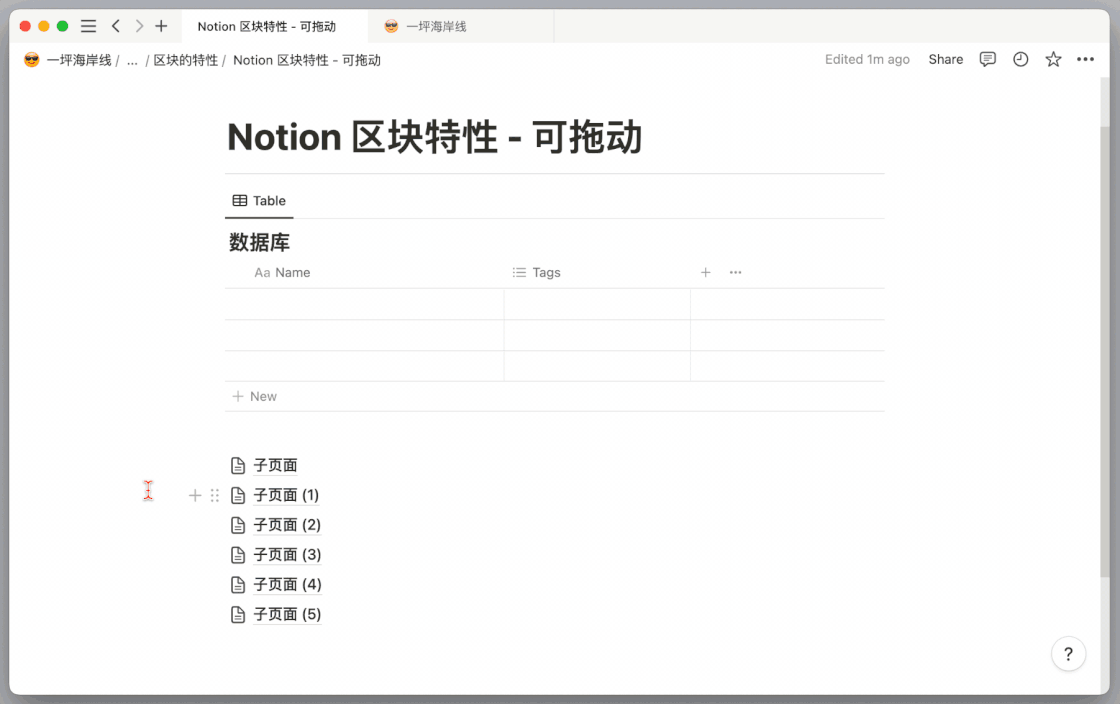 Notion 区块特性 - 可拖动
一坪海岸线
一坪海岸线 / ... / 区块的特性 / Notion 区块特性 - 可拖动
Edited 1m ago Share
Notion 区块特性 - 可拖动
Table
数据库
Aa Name Tags
New
子页面
子页面 (1)
子页面 (2)
子页面 (3)
子页面 (4)
子页面 (5)
?